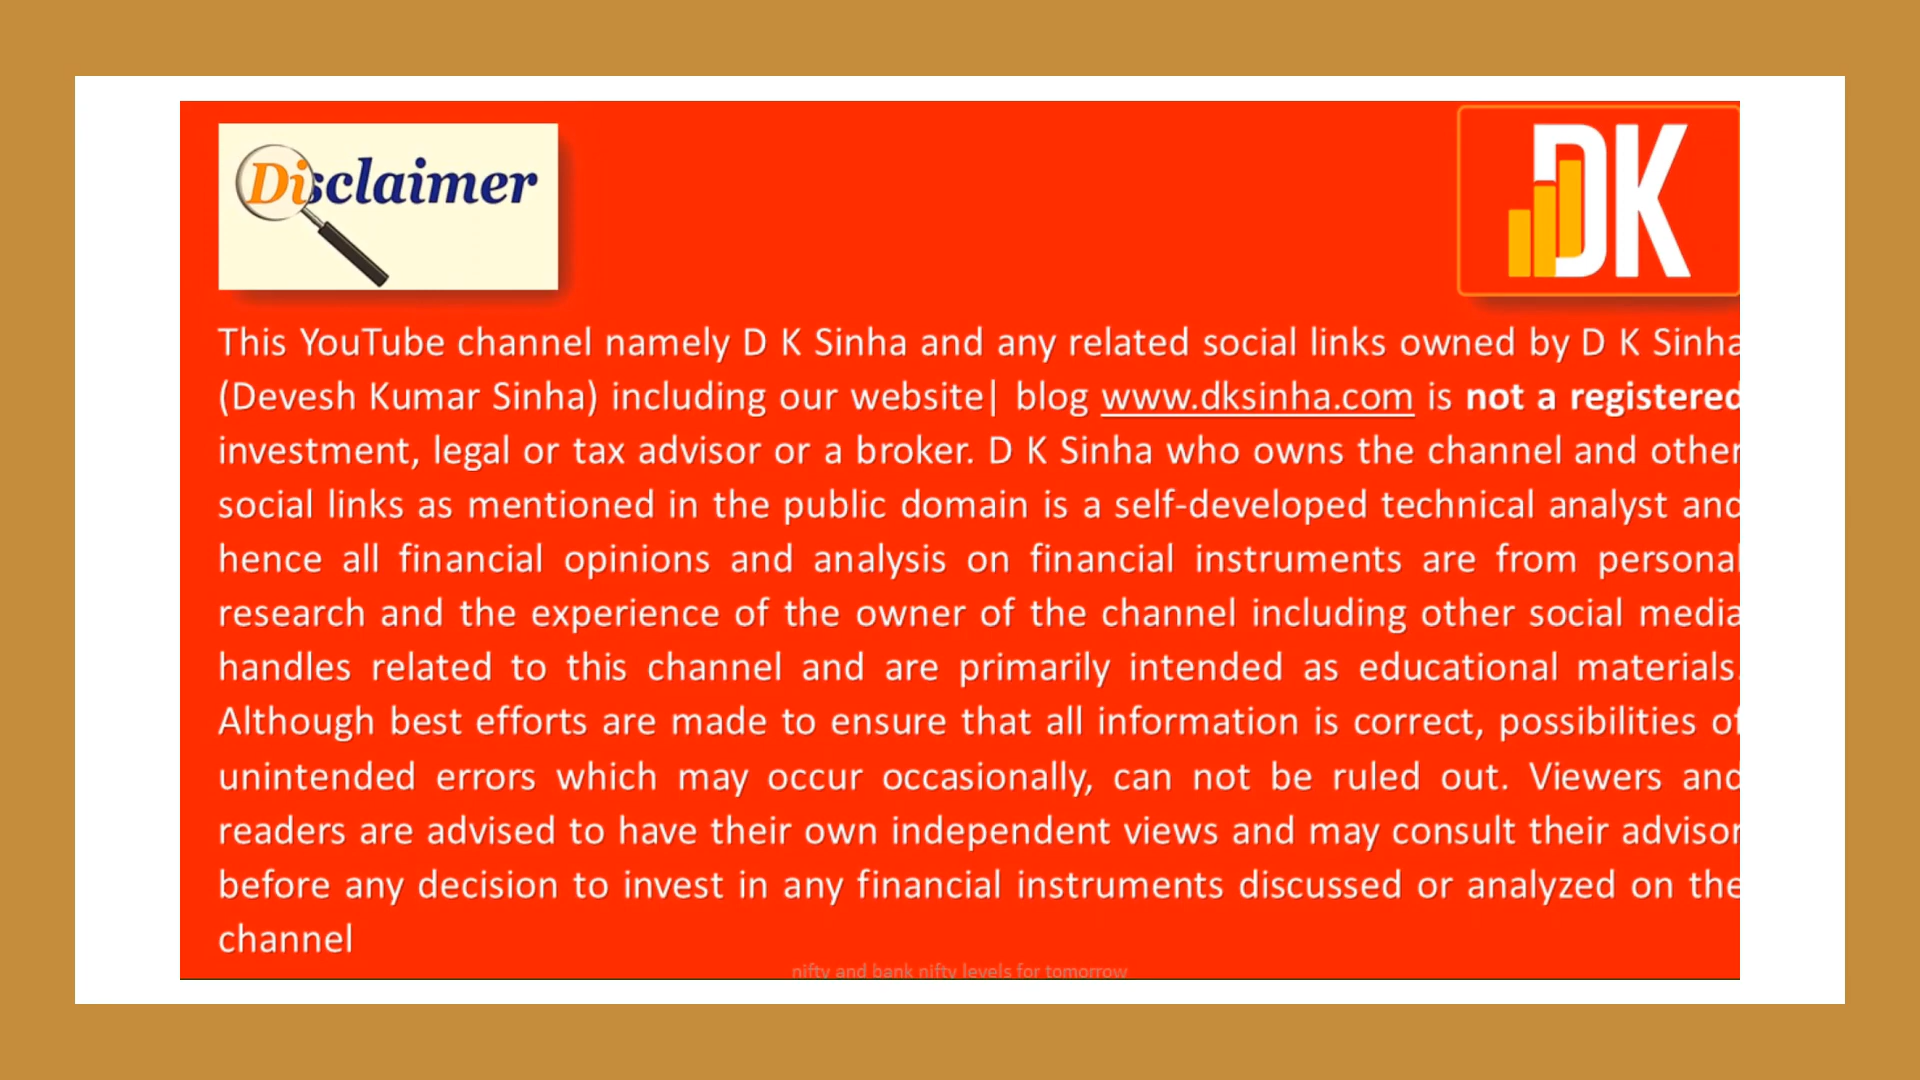 Disclaimer
DK
This YouTube channel namely D K Sinha and any related social links owned by D K Sinha
(Devesh Kumar Sinha) including our website| blog www.dksinha.com is not a registered
investment, legal or tax advisor or a broker. D K Sinha who owns the channel and other
social links as mentioned in the public domain is a self-developed technical analyst and
hence all financial opinions and analysis on financial instruments are from personal
research and the experience of the owner of the channel including other social media
handles related to this channel and are primarily intended as educational materials.
Although best efforts are made to ensure that all information is correct, possibilities of
unintended errors which may occur occasionally, can not be ruled out. Viewers and
readers are advised to have their own independent views and may consult their advisor
before any decision to invest in any financial instruments discussed or analyzed on the
channel
nifty and bank nifty levels for tomorrow